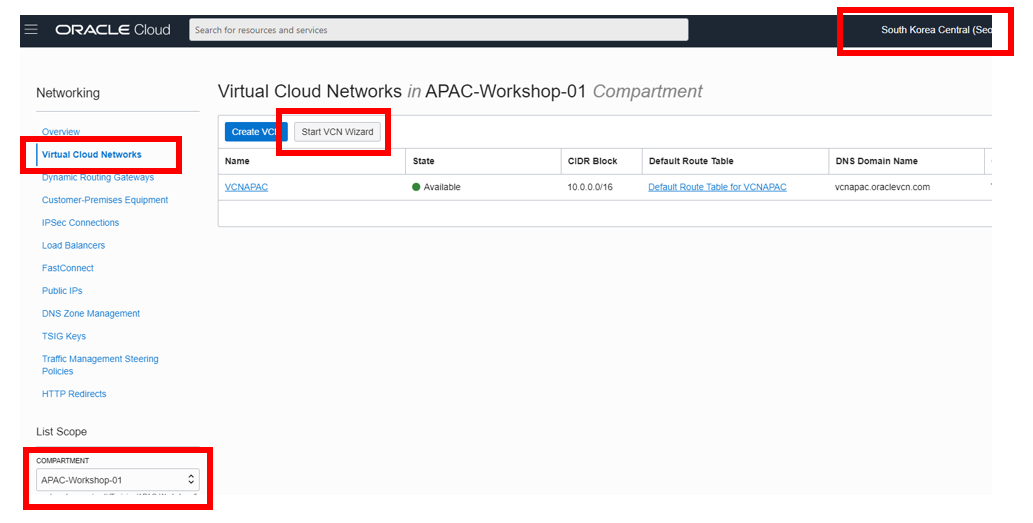 ORACLE Cloud
Search for resources and services
South Korea Central (Seo
Networking
Overview
Virtual Cloud Networks
Dynamic Routing Gateways
Customer-Premises Equipment
IPSec Connections
Load Balancers
FastConnect
Public IPs
DNS Zone Management
TSIG Keys
Traffic Management Steering
Policies
HTTP Redirects
List Scope
COMPARTMENT
APAC-Workshop-01
Virtual Cloud Networks in APAC-Workshop-01 Compartment
Create VC Start VCN Wizard
Name State CIDR Block Default Route Table DNS Domain Name
VCNAPAC Available 10.0.0.0/16 Default Route Table for VCNAPAC vcnapac.oraclevcn.com